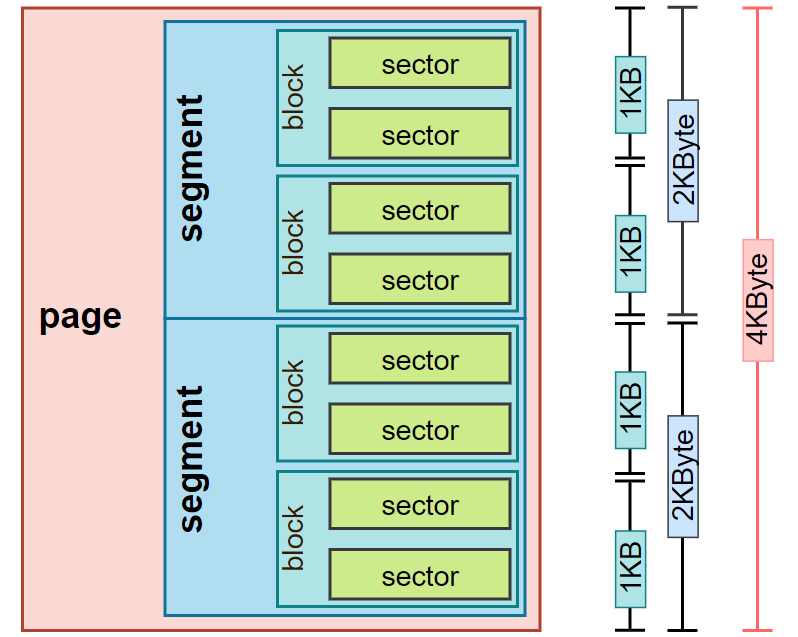 page
segment
block
sector
sector
block
sector
sector
segment
block
sector
sector
block
sector
sector
1KB
1KB
1KB
1KB
2KByte
2KByte
4KByte